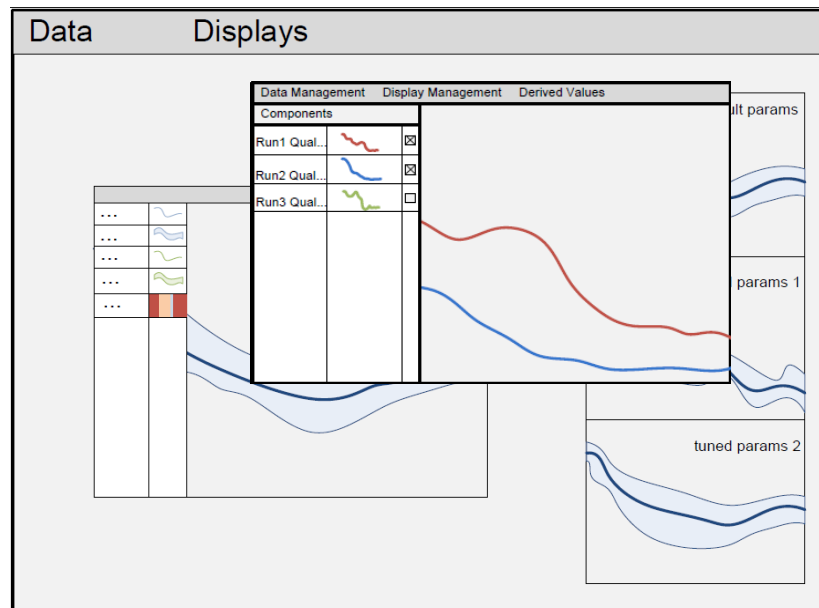 Data Displays
Data Management Display Management Derived Values
Components
Run1 Qual...
Run2 Qual...
Run3 Qual...
...
...
...
...
...
params
params 1
tuned params 2